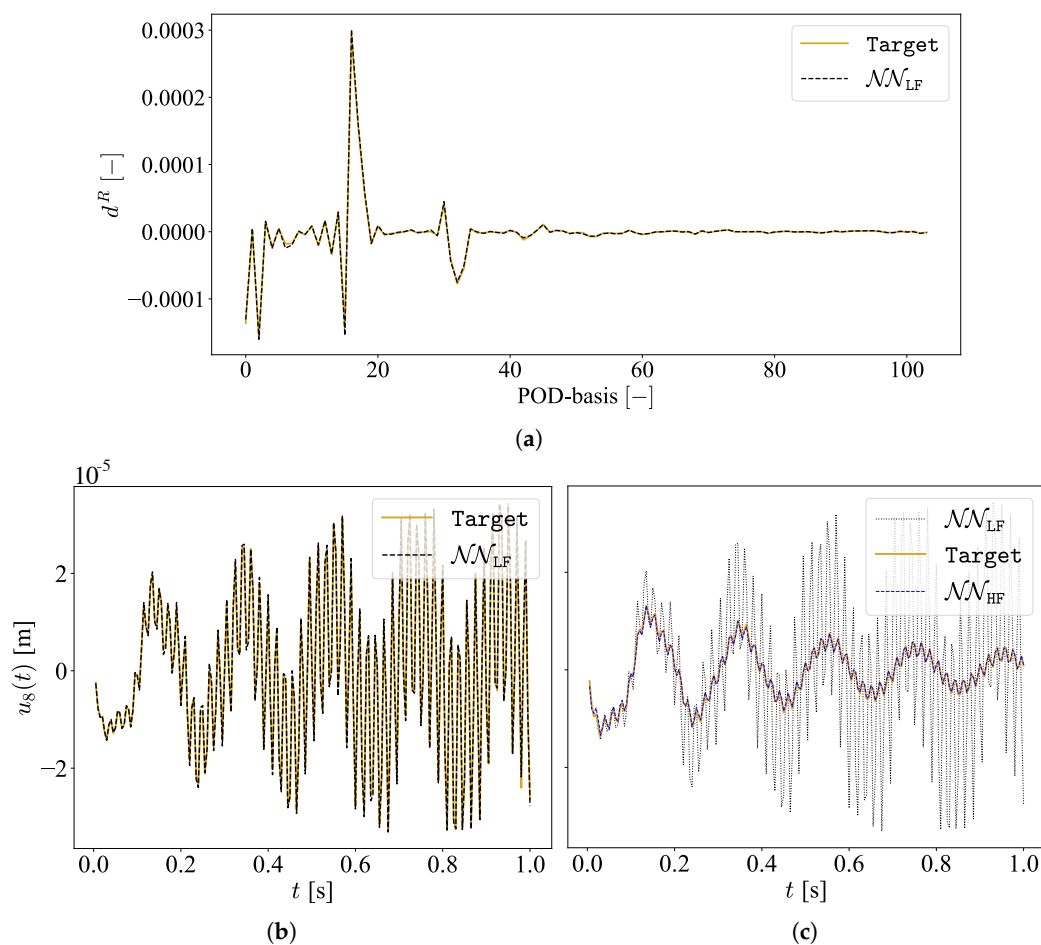 0.0003
0.0002
0.0001
0.0000
−0.0001
d^R [−]
Target
𝒩𝒩_LF
0 20 40 60 80 100
POD-basis [−]
(a)
10^-5
2
0
−2
u_8(t) [m]
Target
𝒩𝒩_LF
0.0 0.2 0.4 0.6 0.8 1.0
t [s]
(b)
𝒩𝒩_LF
Target
𝒩𝒩_HF
0.0 0.2 0.4 0.6 0.8 1.0
t [s]
(c)